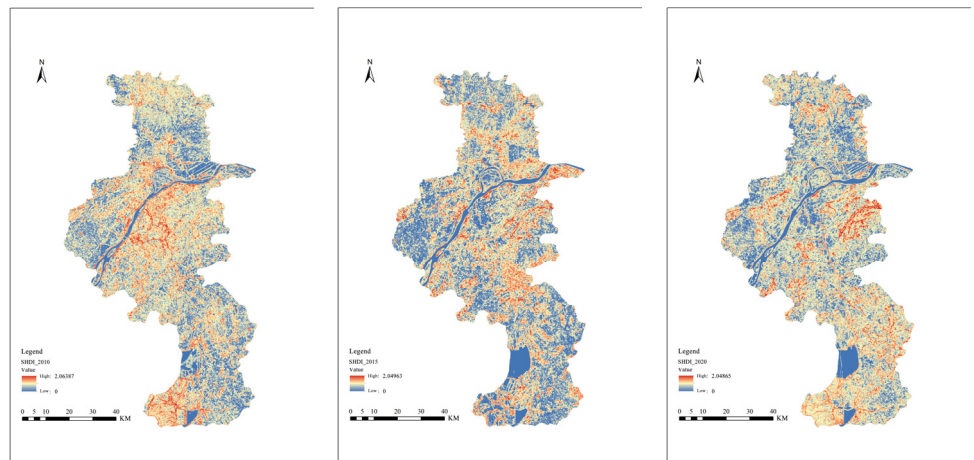 N
Legend
SHDI_2010
Value
High: 2.06387
Low: 0
0 5 10 20 30 40
KM
N
Legend
SHDI_2015
Value
High: 2.04963
Low: 0
0 5 10 20 30 40
KM
N
Legend
SHDI_2020
Value
High: 2.04865
Low: 0
0 5 10 20 30 40
KM